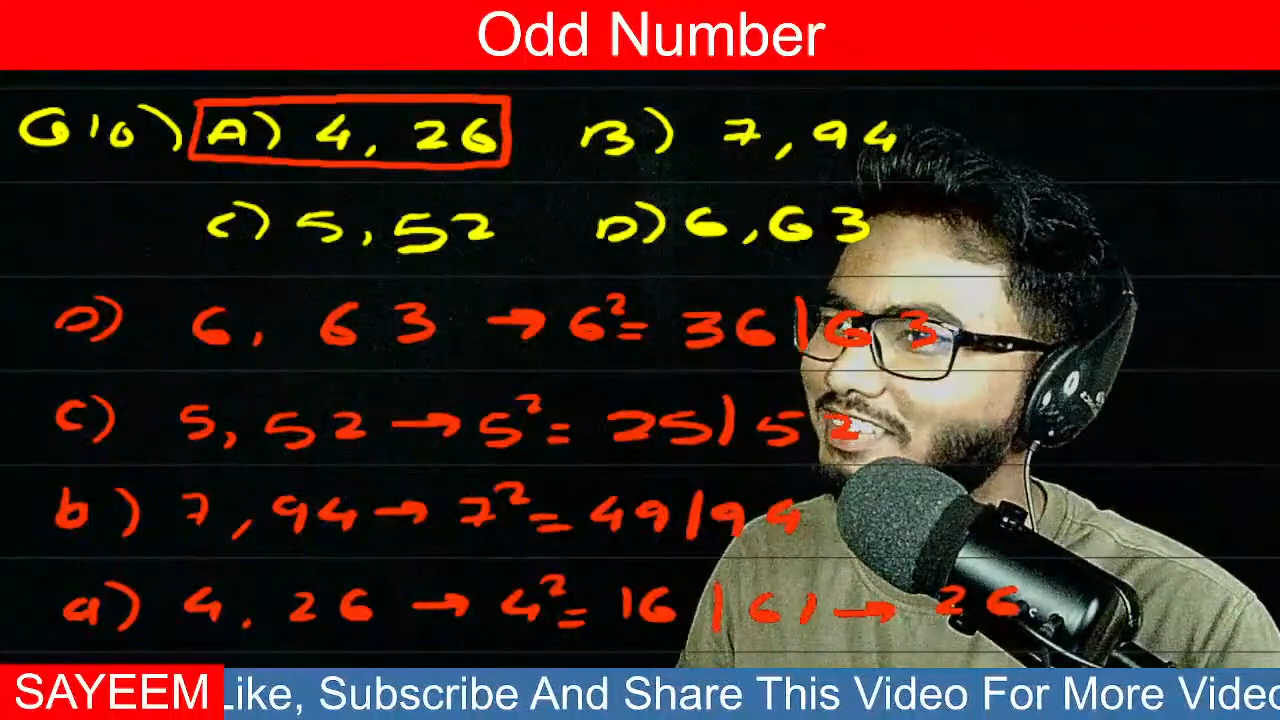 Odd Number
Q10) A) 4, 26 B) 7, 94
C) 5, 52 D) 6, 63
D) 6, 63 → 6²= 36|63
C) 5, 52 → 5²= 25|52
b) 7, 94 → 7²= 49|94
a) 4, 26 → 4²= 16 | 61 → 26
SAYEEM Like, Subscribe And Share This Video For More Video